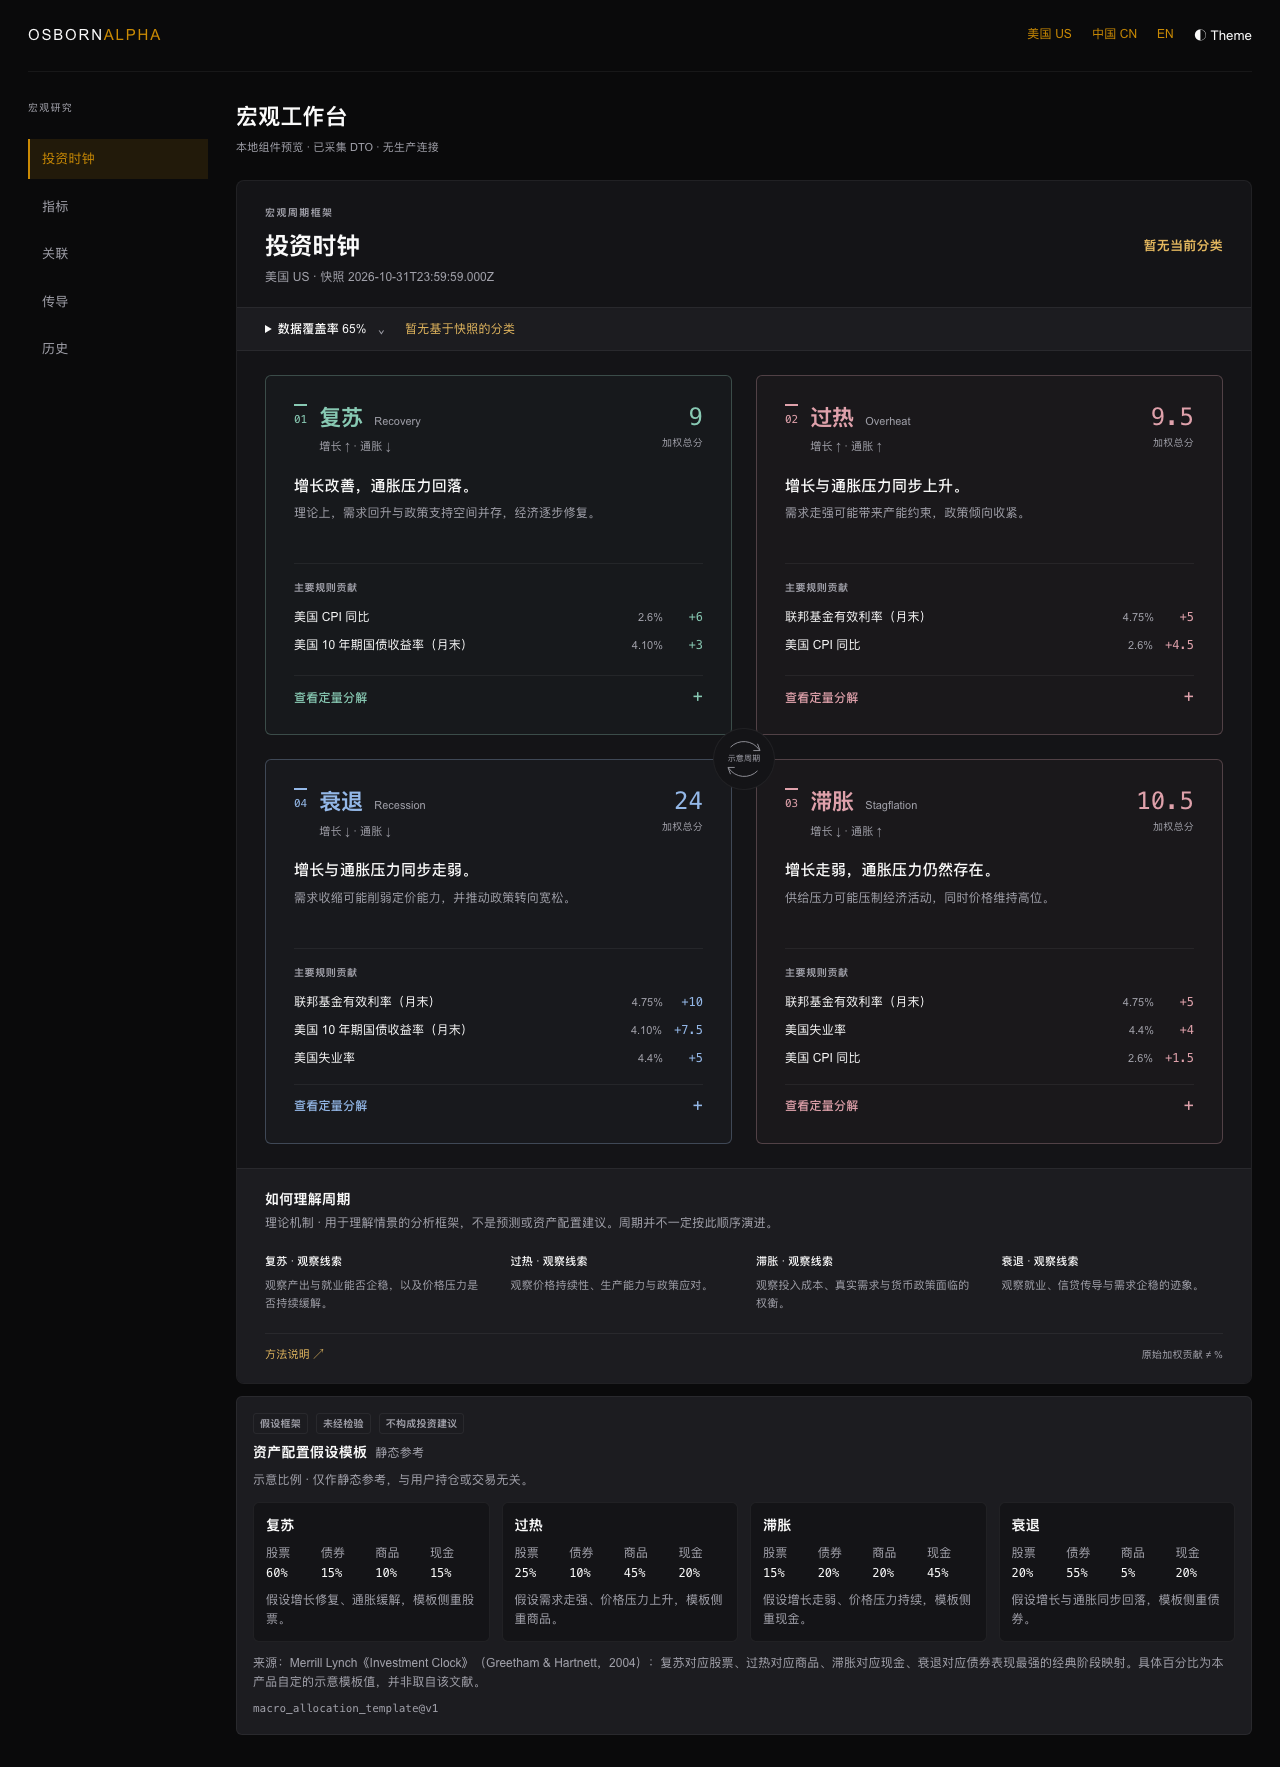 OSBORNALPHA
美国 US 中国 CN EN Theme
宏观研究
投资时钟
指标
关联
传导
历史
宏观工作台
本地组件预览 · 已采集 DTO · 无生产连接
宏观周期框架
投资时钟
暂无当前分类
美国 US · 快照 2026-10-31T23:59:59.000Z
▶ 数据覆盖率 65% ⌄ 暂无基于快照的分类
01 复苏 Recovery 9
增长 ↑ · 通胀 ↓ 加权总分
增长改善，通胀压力回落。
理论上，需求回升与政策支持空间并存，经济逐步修复。
主要规则贡献
美国 CPI 同比 2.6% +6
美国 10 年期国债收益率（月末） 4.10% +3
查看定量分解 +
02 过热 Overheat 9.5
增长 ↑ · 通胀 ↑ 加权总分
增长与通胀压力同步上升。
需求走强可能带来产能约束，政策倾向收紧。
主要规则贡献
联邦基金有效利率（月末） 4.75% +5
美国 CPI 同比 2.6% +4.5
查看定量分解 +
示意周期
04 衰退 Recession 24
增长 ↓ · 通胀 ↓ 加权总分
增长与通胀压力同步走弱。
需求收缩可能削弱定价能力，并推动政策转向宽松。
主要规则贡献
联邦基金有效利率（月末） 4.75% +10
美国 10 年期国债收益率（月末） 4.10% +7.5
美国失业率 4.4% +5
查看定量分解 +
03 滞胀 Stagflation 10.5
增长 ↓ · 通胀 ↑ 加权总分
增长走弱，通胀压力仍然存在。
供给压力可能压制经济活动，同时价格维持高位。
主要规则贡献
联邦基金有效利率（月末） 4.75% +5
美国失业率 4.4% +4
美国 CPI 同比 2.6% +1.5
查看定量分解 +
如何理解周期
理论机制 · 用于理解情景的分析框架，不是预测或资产配置建议。周期并不一定按此顺序演进。
复苏 · 观察线索
观察产出与就业能否企稳，以及价格压力是
否持续缓解。
过热 · 观察线索
观察价格持续性、生产能力与政策应对。
滞胀 · 观察线索
观察投入成本、真实需求与货币政策面临的
权衡。
衰退 · 观察线索
观察就业、信贷传导与需求企稳的迹象。
方法说明 ↗ 原始加权贡献 ≠ %
假设框架 未经检验 不构成投资建议
资产配置假设模板 静态参考
示意比例 · 仅作静态参考，与用户持仓或交易无关。
复苏
股票 债券 商品 现金
60% 15% 10% 15%
假设增长修复、通胀缓解，模板侧重股
票。
过热
股票 债券 商品 现金
25% 10% 45% 20%
假设需求走强、价格压力上升，模板侧
重商品。
滞胀
股票 债券 商品 现金
15% 20% 20% 45%
假设增长走弱、价格压力持续，模板侧
重现金。
衰退
股票 债券 商品 现金
20% 55% 5% 20%
假设增长与通胀同步回落，模板侧重债
券。
来源：Merrill Lynch《Investment Clock》（Greetham & Hartnett，2004）：复苏对应股票、过热对应商品、滞胀对应现金、衰退对应债券表现最强的经典阶段映射。具体百分比为本
产品自定的示意模板值，并非取自该文献。
macro_allocation_template@v1